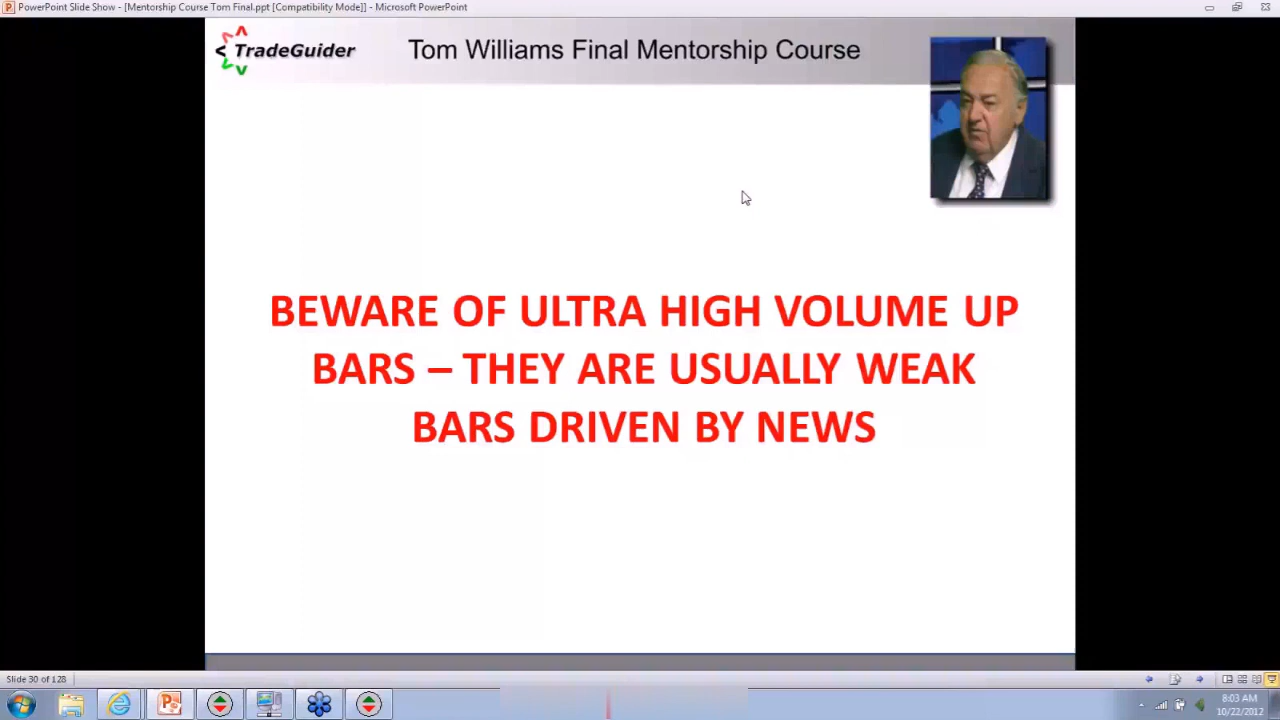 PowerPoint Slide Show - [Mentorship Course Tom Final.ppt [Compatibility Mode]] - Microsoft PowerPoint
TradeGuider
Tom Williams Final Mentorship Course
BEWARE OF ULTRA HIGH VOLUME UP
BARS – THEY ARE USUALLY WEAK
BARS DRIVEN BY NEWS
Slide 30 of 128
8:03 AM
10/22/2012